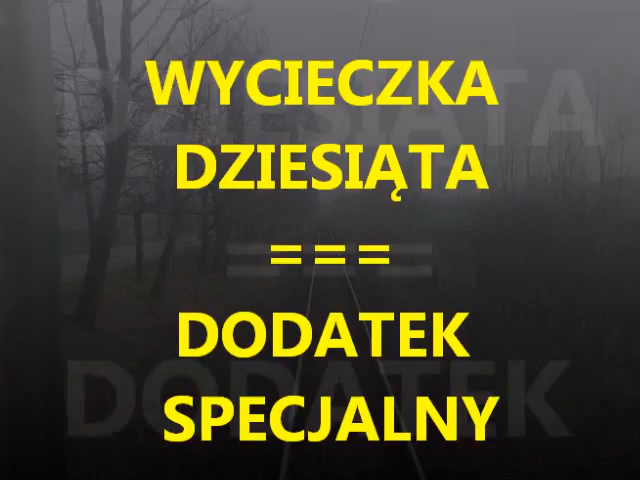 WYCIECZKA
DZIESIĄTA
===
DODATEK
SPECJALNY